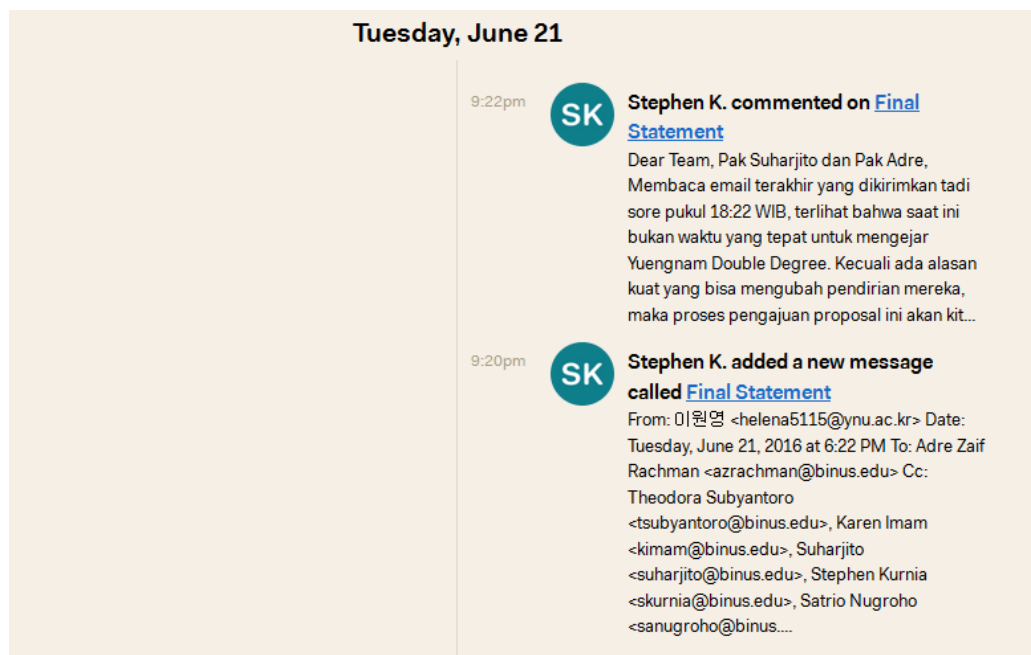 Tuesday, June 21
9:22pm
SK
Stephen K. commented on Final
Statement
Dear Team, Pak Suharjito dan Pak Adre,
Membaca email terakhir yang dikirimkan tadi
sore pukul 18:22 WIB, terlihat bahwa saat ini
bukan waktu yang tepat untuk mengejar
Yuengnam Double Degree. Kecuali ada alasan
kuat yang bisa mengubah pendirian mereka,
maka proses pengajuan proposal ini akan kit...
9:20pm
SK
Stephen K. added a new message
called Final Statement
From: 이원영 <helena5115@ynu.ac.kr> Date:
Tuesday, June 21, 2016 at 6:22 PM To: Adre Zaif
Rachman <azrachman@binus.edu> Cc:
Theodora Subyantoro
<tsubyantoro@binus.edu>, Karen Imam
<kimam@binus.edu>, Suharjito
<suharjito@binus.edu>, Stephen Kurnia
<skurnia@binus.edu>, Satrio Nugroho
<sanugroho@binus....